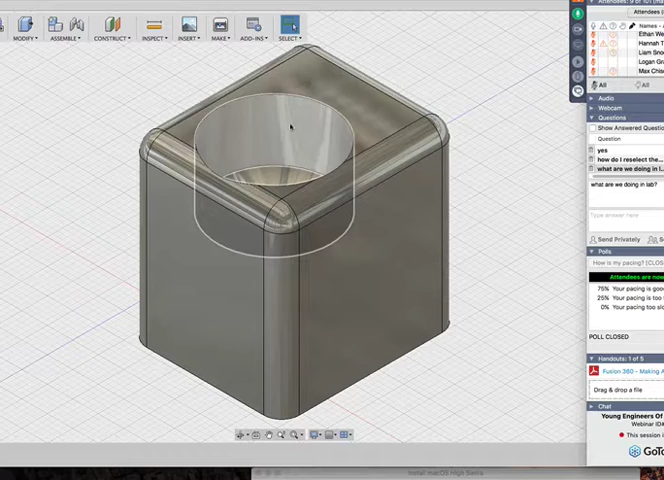 MODIFY
ASSEMBLE
CONSTRUCT
INSPECT
INSERT
MAKE
ADD-INS
SELECT
Attendees (
Names -
Ethan We
Hannah T
Liam Snow
Logan Gra
Max Chis
All
All
Audio
Webcam
Questions
Show Answered Questio
Question
yes
how do I reselect the...
what are we doing in l...
what are we doing in lab?
Type answer here
Send Privately
Polls
How is my pacing? [CLOS
Attendees are now
75% Your pacing is good
25% Your pacing is too
0% Your pacing too slo
POLL CLOSED
Handouts: 1 of 5
Fusion 360 - Making A
Drag & drop a file
Chat
Young Engineers Of
Webinar ID
This session i
GoTo
Install macOS High Sierra